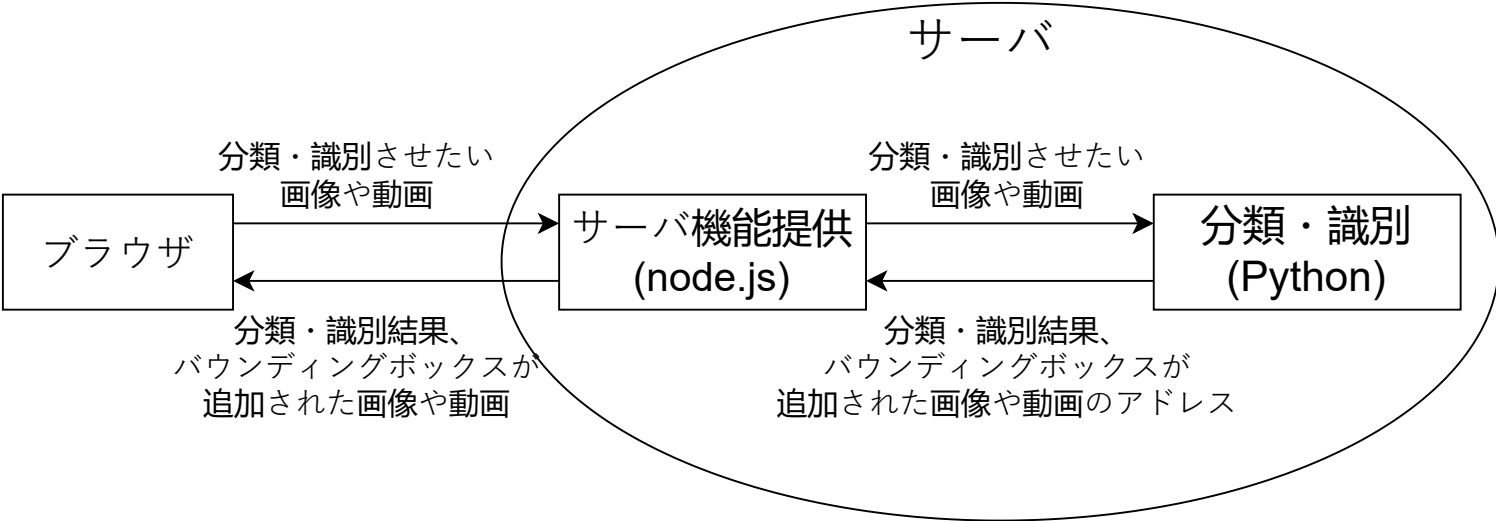 サーバ
分類・識別させたい
画像や動画
分類・識別させたい
画像や動画
ブラウザ
サーバ機能提供
(node.js)
分類・識別
(Python)
分類・識別結果、
バウンディングボックスが
追加された画像や動画
分類・識別結果、
バウンディングボックスが
追加された画像や動画のアドレス